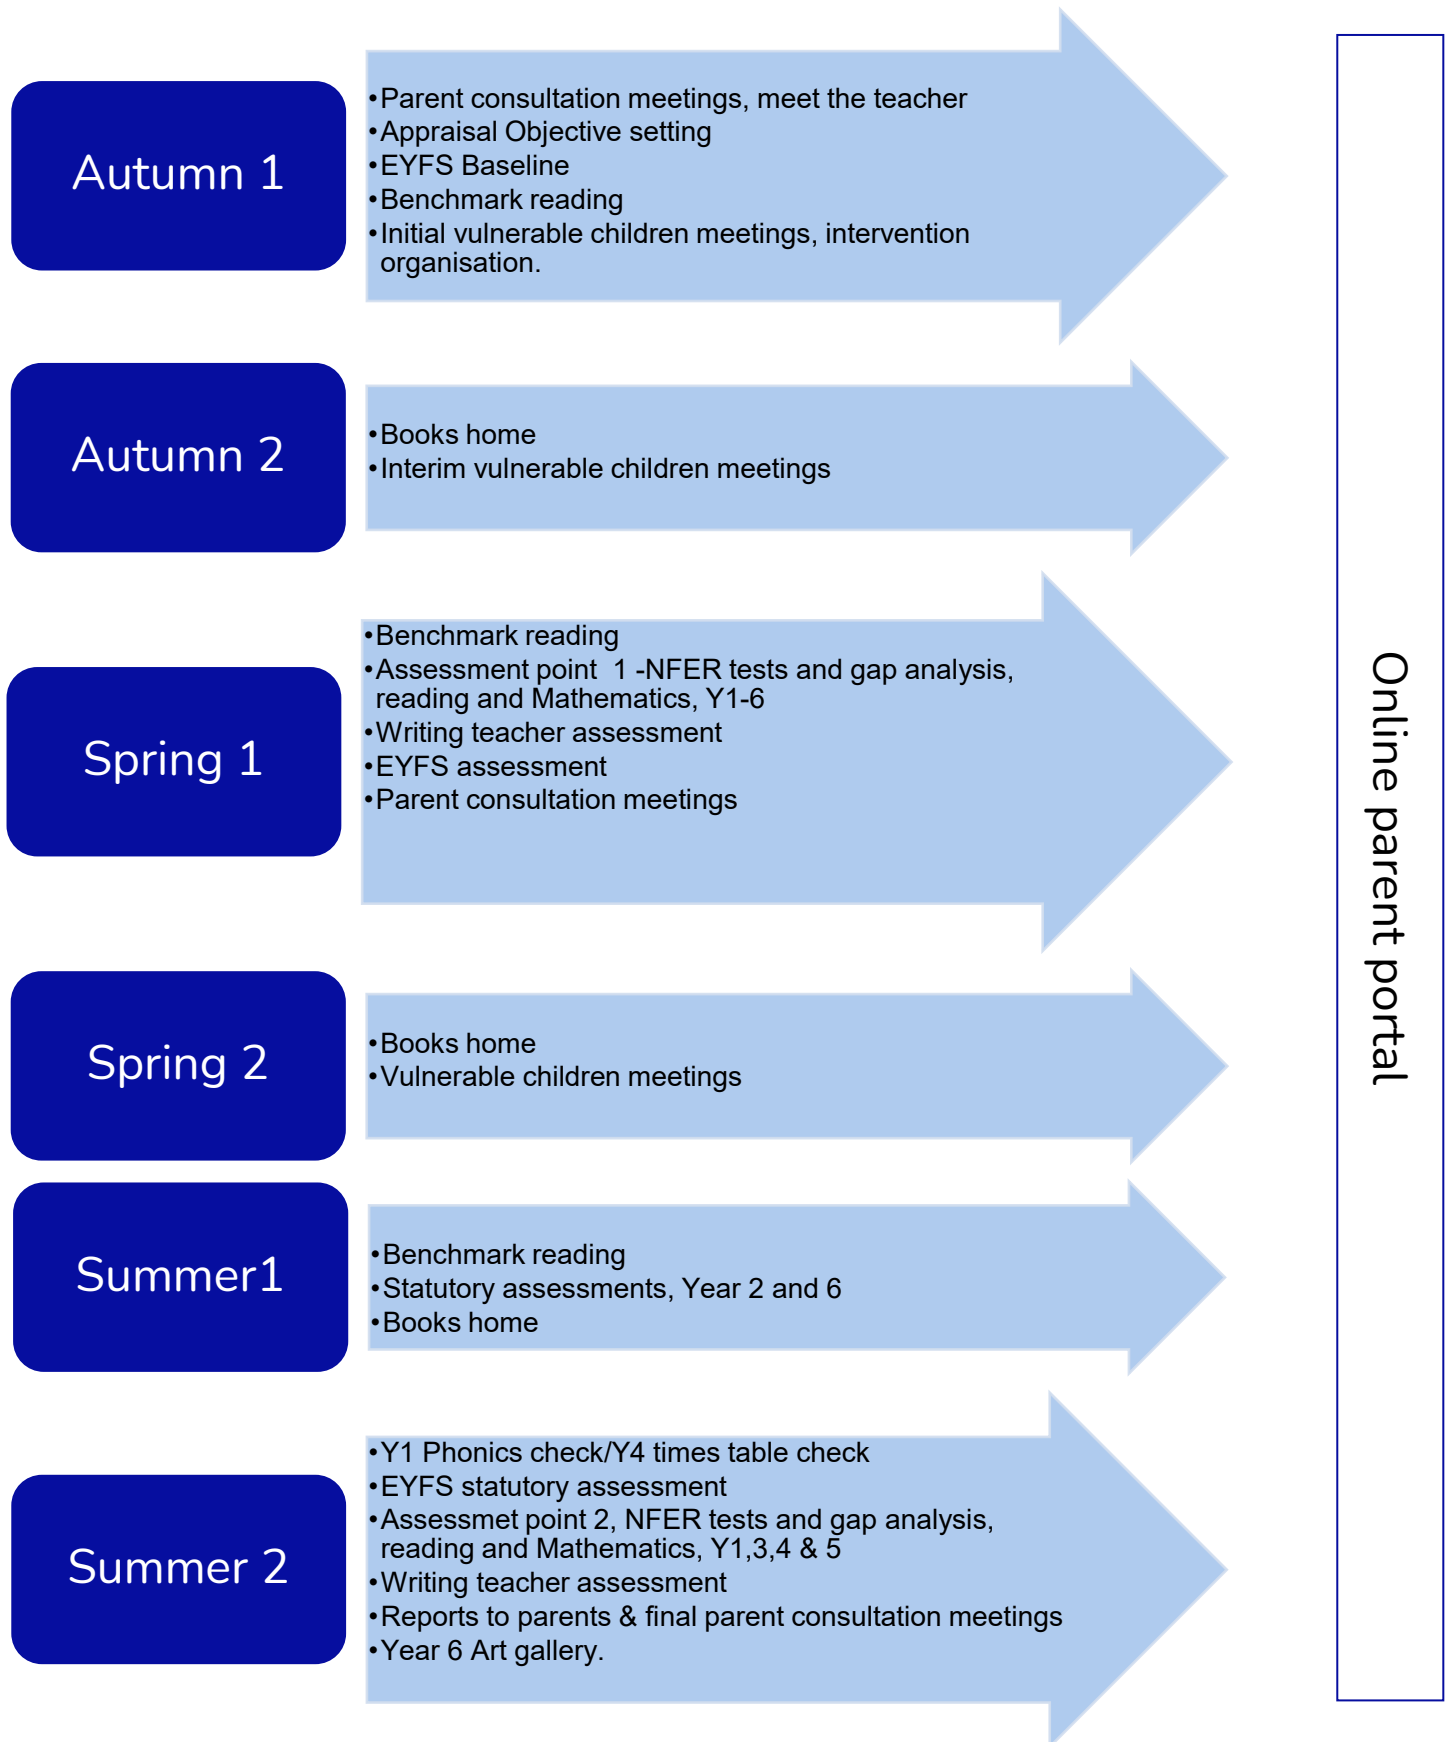 Autumn 1
•Parent consultation meetings, meet the teacher
•Appraisal Objective setting
•EYFS Baseline
•Benchmark reading
•Initial vulnerable children meetings, intervention
organisation.
Autumn 2
•Books home
•Interim vulnerable children meetings
Spring 1
•Benchmark reading
•Assessment point  1 -NFER tests and gap analysis,
reading and Mathematics, Y1-6
•Writing teacher assessment
•EYFS assessment
•Parent consultation meetings
Spring 2
•Books home
•Vulnerable children meetings
Summer1
•Benchmark reading
•Statutory assessments, Year 2 and 6
•Books home
Summer 2
•Y1 Phonics check/Y4 times table check
•EYFS statutory assessment
•Assessmet point 2, NFER tests and gap analysis,
reading and Mathematics, Y1,3,4 & 5
•Writing teacher assessment
•Reports to parents & final parent consultation meetings
•Year 6 Art gallery.
Online parent portal